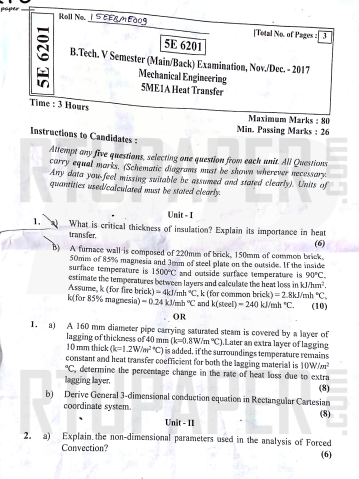 paper
Roll No. 15EE&ME009
[Total No. of Pages : 3
5E 6201
5E 6201
B.Tech. V Semester (Main/Back) Examination, Nov./Dec. - 2017
Mechanical Engineering
5ME1A Heat Transfer
Time : 3 Hours
Maximum Marks : 80
Min. Passing Marks : 26
Instructions to Candidates :
Attempt any five questions, selecting one question from each unit. All Questions
carry equal marks. (Schematic diagrams must be shown wherever necessary.
Any data you feel missing suitable be assumed and stated clearly). Units of
quantities used/calculated must be stated clearly.
Unit - I
1. a) What is critical thickness of insulation? Explain its importance in heat
transfer. (6)
b) A furnace wall is composed of 220mm of brick, 150mm of common brick,
50mm of 85% magnesia and 3mm of steel plate on the outside. If the inside
surface temperature is 1500°C and outside surface temperature is 90°C,
estimate the temperatures between layers and calculate the heat loss in kJ/hm².
Assume, k (for fire brick) = 4kJ/mh °C, k (for common brick) = 2.8kJ/mh °C,
k(for 85% magnesia) = 0.24 kJ/mh °C and k(steel) = 240 kJ/mh °C. (10)
OR
1. a) A 160 mm diameter pipe carrying saturated steam is covered by a layer of
lagging of thickness of 40 mm (k=0.8W/m °C).Later an extra layer of lagging
10 mm thick (k=1.2W/m² °C) is added. if the surroundings temperature remains
constant and heat transfer coefficient for both the lagging material is 10W/m²
°C, determine the percentage change in the rate of heat loss due to extra
lagging layer. (8)
b) Derive General 3-dimensional conduction equation in Rectangular Cartesian
coordinate system. (8)
Unit - II
2. a) Explain, the non-dimensional parameters used in the analysis of Forced
Convection? (6)